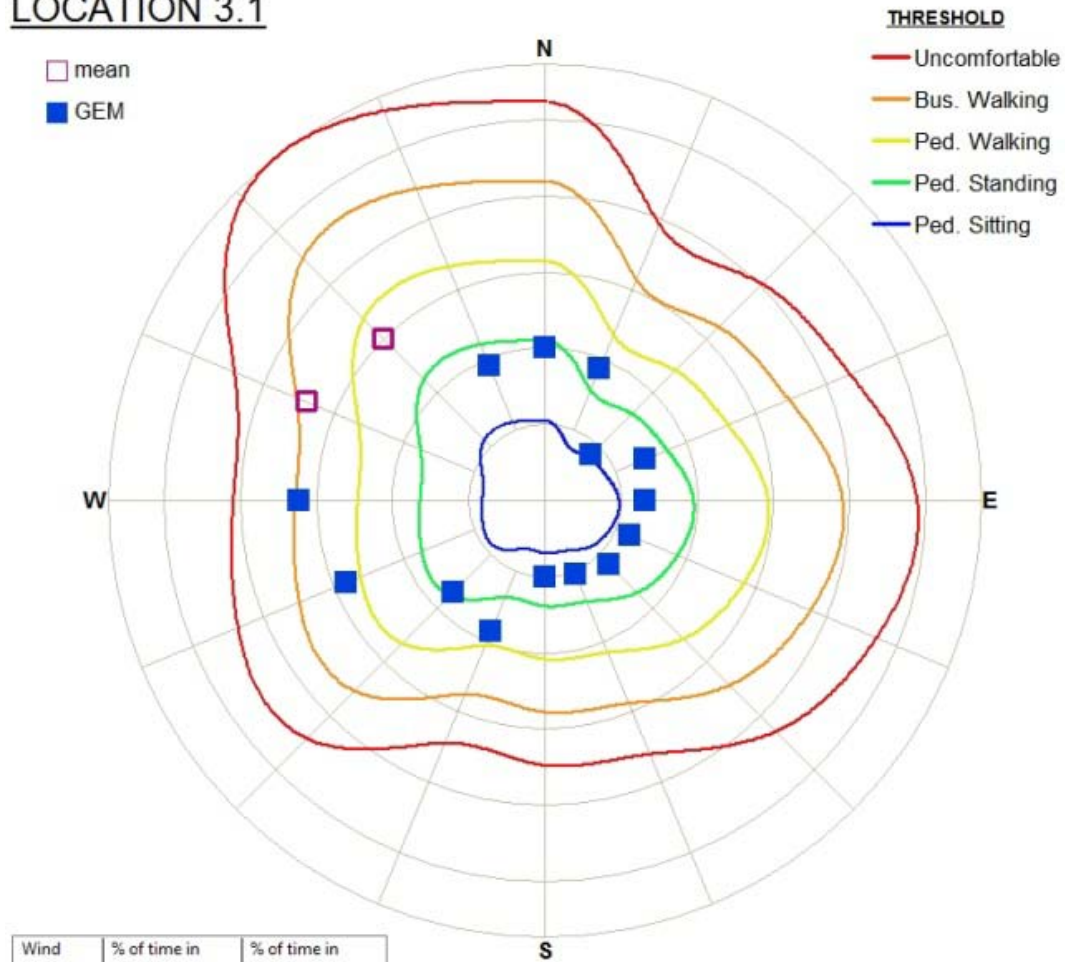 LOCATION 3.1
mean
GEM
THRESHOLD
Uncomfortable
Bus. Walking
Ped. Walking
Ped. Standing
Ped. Sitting
N
W
E
S
Wind | % of time in | % of time in